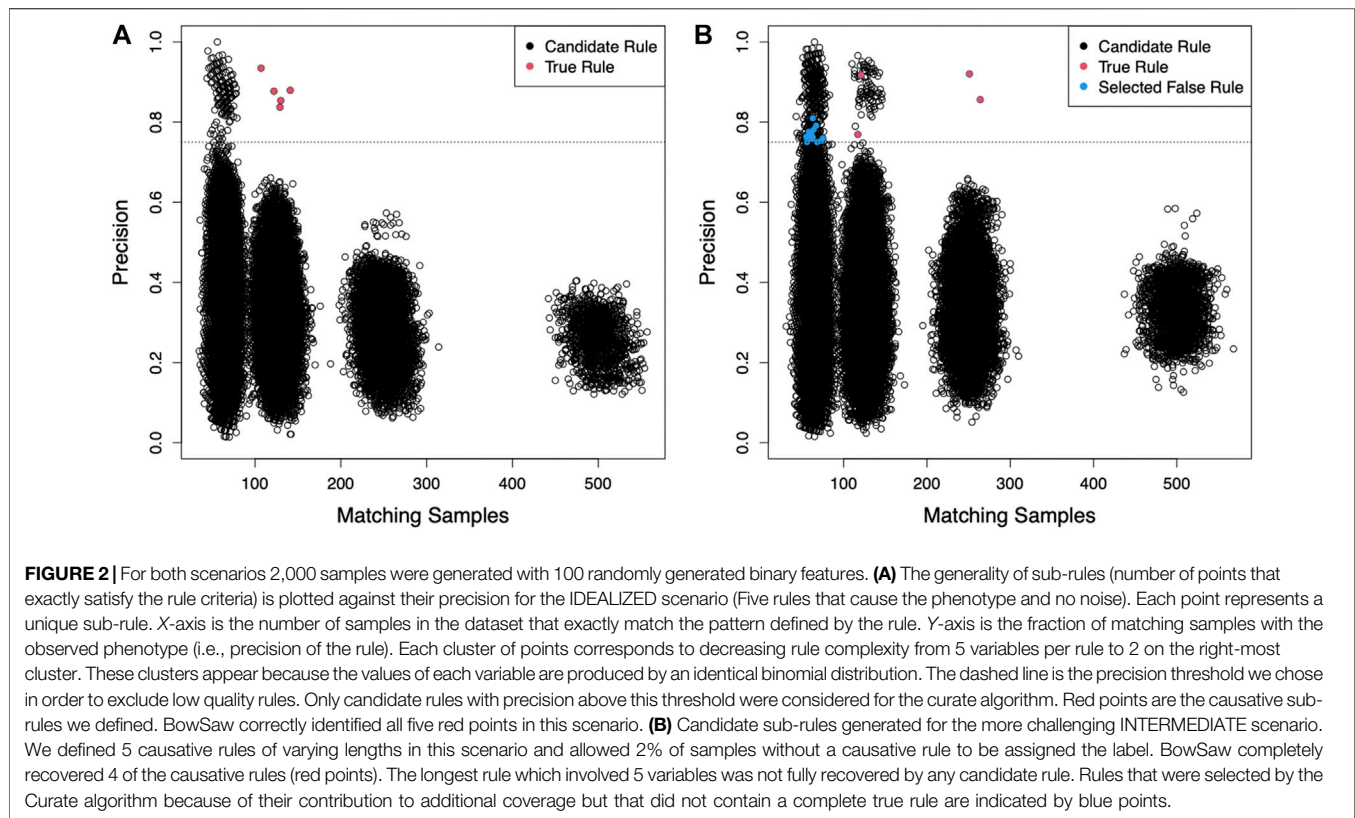 A
1.0
0.8
0.6
0.4
0.2
0.0
Precision
100
200
300
400
500
Matching Samples
Candidate Rule
True Rule
B
1.0
0.8
0.6
0.4
0.2
0.0
Precision
100
200
300
400
500
Matching Samples
Candidate Rule
True Rule
Selected False Rule
FIGURE 2 | For both scenarios 2,000 samples were generated with 100 randomly generated binary features. (A) The generality of sub-rules (number of points that
exactly satisfy the rule criteria) is plotted against their precision for the IDEALIZED scenario (Five rules that cause the phenotype and no noise). Each point represents a
unique sub-rule. X-axis is the number of samples in the dataset that exactly match the pattern defined by the rule. Y-axis is the fraction of matching samples with the
observed phenotype (i.e., precision of the rule). Each cluster of points corresponds to decreasing rule complexity from 5 variables per rule to 2 on the right-most
cluster. These clusters appear because the values of each variable are produced by an identical binomial distribution. The dashed line is the precision threshold we chose
in order to exclude low quality rules. Only candidate rules with precision above this threshold were considered for the curate algorithm. Red points are the causative sub-
rules we defined. BowSaw correctly identified all five red points in this scenario. (B) Candidate sub-rules generated for the more challenging INTERMEDIATE scenario.
We defined 5 causative rules of varying lengths in this scenario and allowed 2% of samples without a causative rule to be assigned the label. BowSaw completely
recovered 4 of the causative rules (red points). The longest rule which involved 5 variables was not fully recovered by any candidate rule. Rules that were selected by the
Curate algorithm because of their contribution to additional coverage but that did not contain a complete true rule are indicated by blue points.